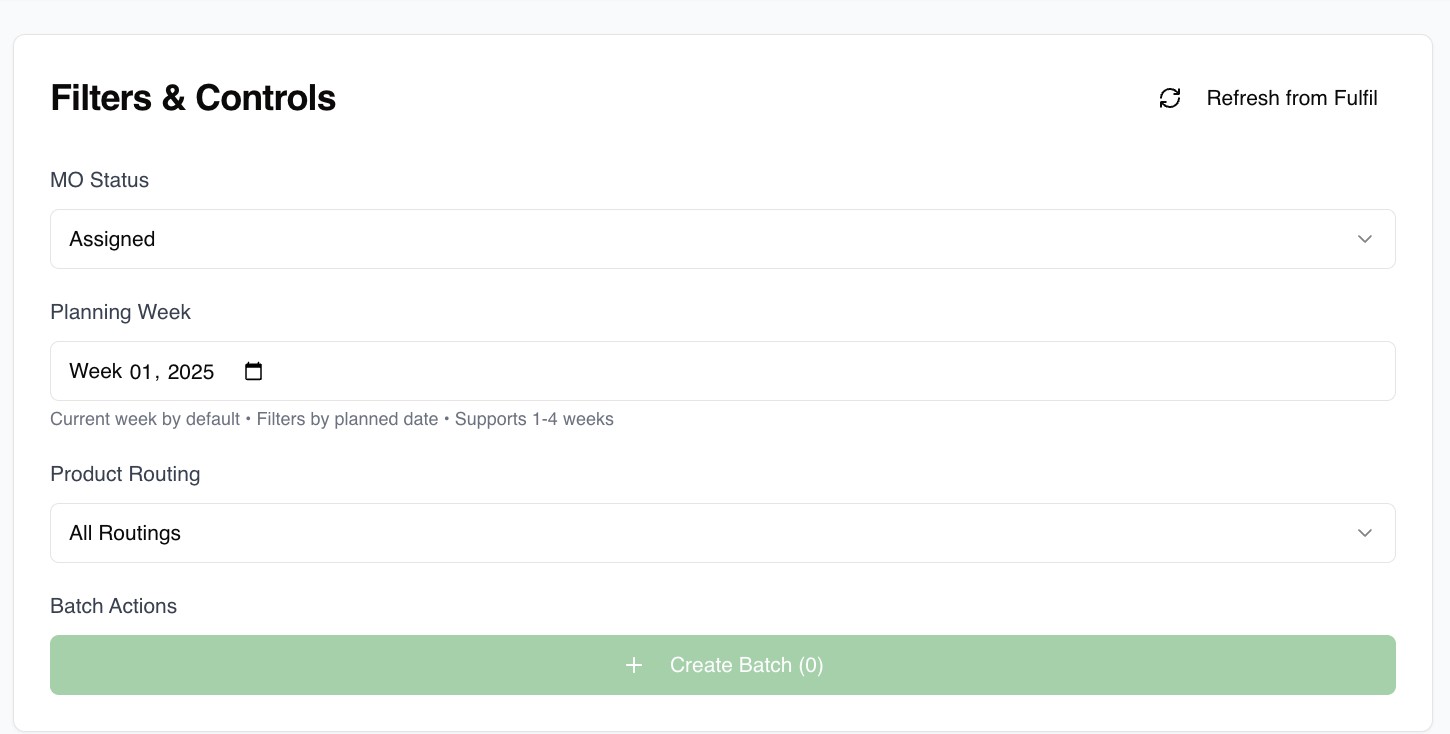 Filters & Controls
Refresh from Fulfil
MO Status
Assigned
Planning Week
Week 01, 2025
Current week by default • Filters by planned date • Supports 1-4 weeks
Product Routing
All Routings
Batch Actions
+ Create Batch (0)